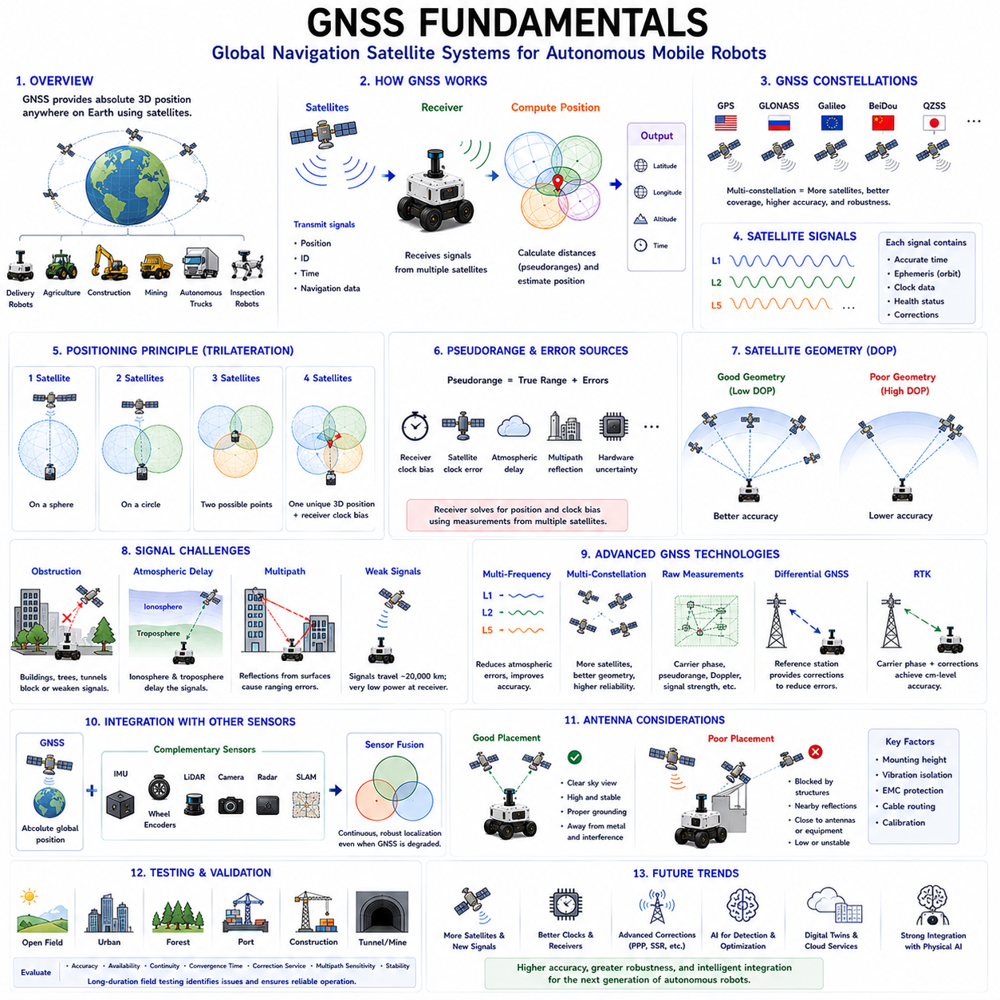 GNSS FUNDAMENTALS
Global Navigation Satellite Systems for Autonomous Mobile Robots
1. OVERVIEW
GNSS provides absolute 3D position
anywhere on Earth using satellites.
Delivery
Robots
Agriculture
Construction
Mining
Autonomous
Trucks
Inspection
Robots
2. HOW GNSS WORKS
Satellites
Transmit signals
• Position
• ID
• Time
• Navigation data
Receiver
Receives signals
from multiple satellites
Compute Position
Calculate distances
(pseudoranges) and
estimate position
Output
Latitude
Longitude
Altitude
Time
3. GNSS CONSTELLATIONS
GPS
GLONASS
Galileo
BeiDou
QZSS
...
Multi-constellation = More satellites, better
coverage, higher accuracy, and robustness.
4. SATELLITE SIGNALS
L1
L2
L5
...
Each signal contains
• Accurate time
• Ephemeris (orbit)
• Clock data
• Health status
• Corrections
5. POSITIONING PRINCIPLE (TRILATERATION)
1 Satellite
On a sphere
2 Satellites
On a circle
3 Satellites
Two possible points
4 Satellites
One unique 3D position
+ receiver clock bias
6. PSEUDORANGE & ERROR SOURCES
Pseudorange = True Range + Errors
Receiver
clock bias
Satellite
clock error
Atmospheric
delay
Multipath
reflection
Hardware
uncertainty
...
Receiver solves for position and clock bias
using measurements from multiple satellites.
7. SATELLITE GEOMETRY (DOP)
Good Geometry
(Low DOP)
Better accuracy
Poor Geometry
(High DOP)
Lower accuracy
8. SIGNAL CHALLENGES
Obstruction
Buildings, trees, tunnels
block or weaken signals.
Atmospheric Delay
Ionosphere
Troposphere
Ionosphere & troposphere
delay the signals.
Multipath
Reflections from surfaces
cause ranging errors.
Weak Signals
Signals travel ~20,000 km;
very low power at receiver.
9. ADVANCED GNSS TECHNOLOGIES
Multi-Frequency
L1
L2
L5
Reduces atmospheric
errors, improves
accuracy.
Multi-Constellation
More satellites,
better geometry,
higher reliability.
Raw Measurements
Carrier phase,
pseudorange, Doppler,
signal strength, etc.
Differential GNSS
Reference station
provides corrections
to reduce errors.
RTK
Carrier phase + corrections
achieve cm-level
accuracy.
10. INTEGRATION WITH OTHER SENSORS
GNSS
Absolute global
position
+
Complementary Sensors
IMU
Wheel
Encoders
LiDAR
Camera
Radar
SLAM
Sensor Fusion
Continuous, robust localization
even when GNSS is degraded.
11. ANTENNA CONSIDERATIONS
Good Placement
• Clear sky view
• High and stable
• Proper grounding
• Away from metal
and interference
Poor Placement
• Blocked by
structures
• Nearby reflections
• Close to antennas
or equipment
• Low or unstable
Key Factors
• Mounting height
• Vibration isolation
• EMC protection
• Cable routing
• Calibration
12. TESTING & VALIDATION
Open Field
Urban
Forest
Port
Construction
Tunnel/Mine
Evaluate
• Accuracy • Availability • Continuity • Convergence Time • Correction Service • Multipath Sensitivity • Stability
Long-duration field testing identifies issues and ensures reliable operation.
13. FUTURE TRENDS
More Satellites &
New Signals
Better Clocks &
Receivers
Advanced Corrections
(PPP, SSR, etc.)
AI for Detection &
Optimization
Digital Twins &
Cloud Services
Strong Integration
with Physical AI
Higher accuracy, greater robustness, and intelligent integration
for the next generation of autonomous robots.